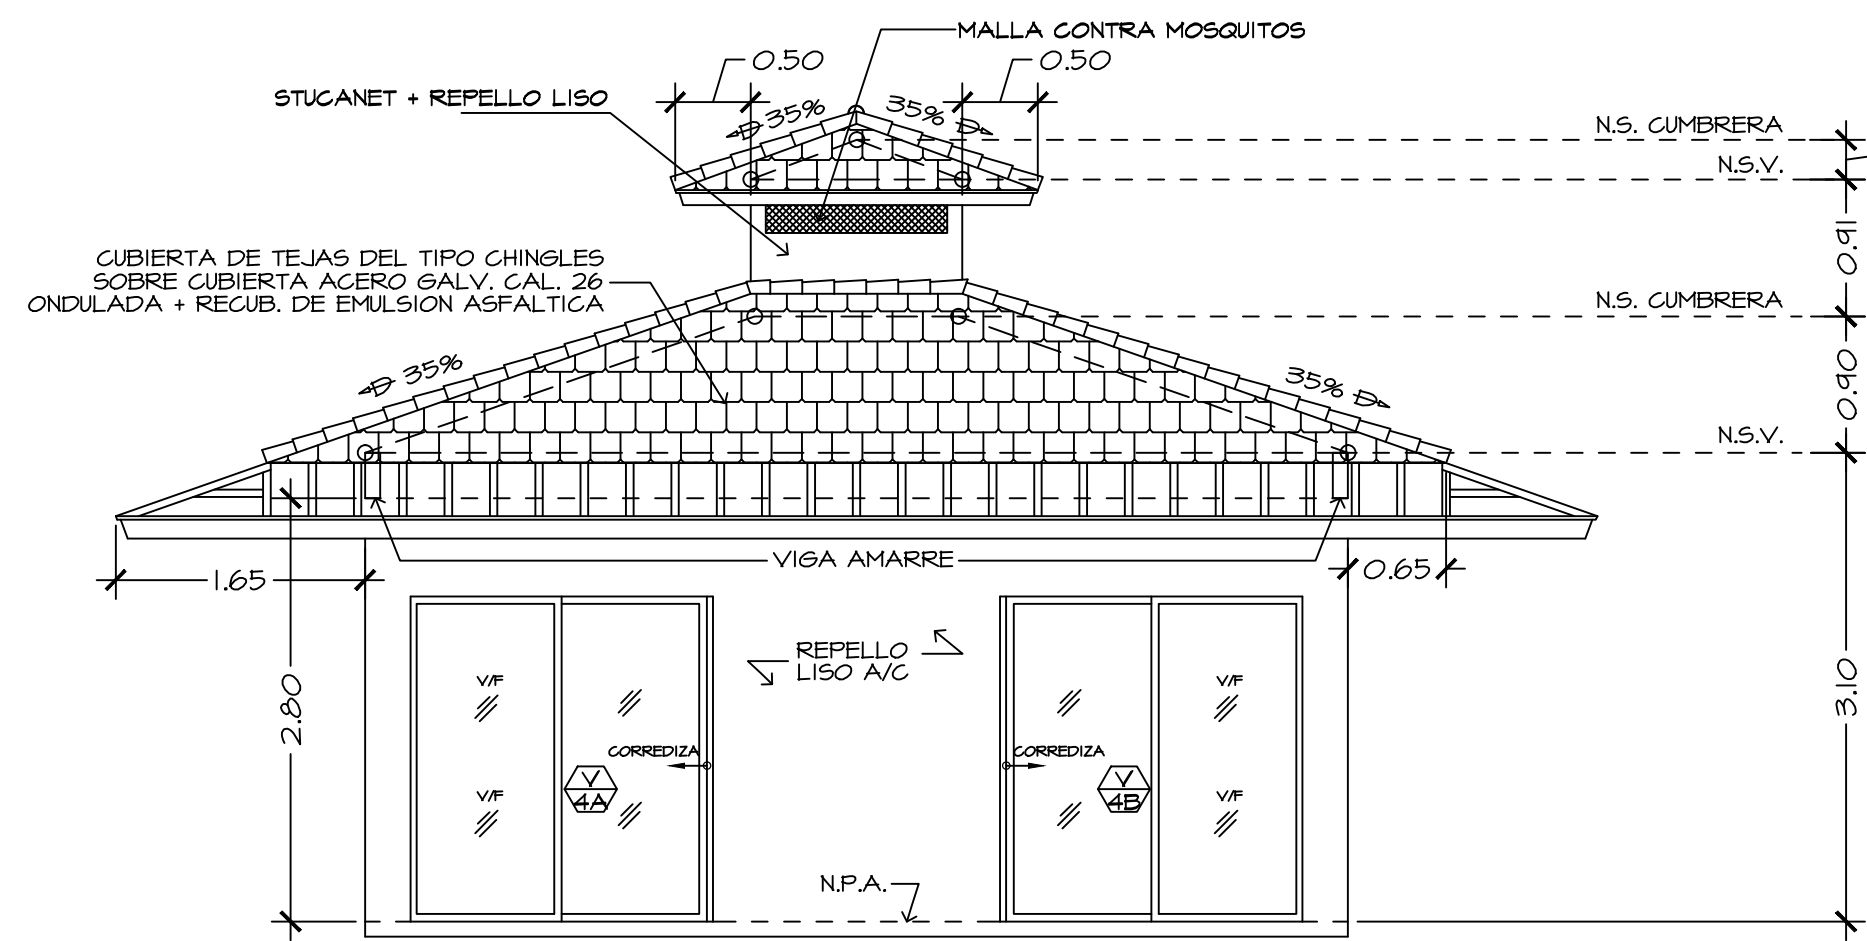 MALLA CONTRA MOSQUITOS
0.50
0.50
STUCANET + REPELLO LISO
35%
35%
N.S. CUMBRERA
N.S.V.
0.91
CUBIERTA DE TEJAS DEL TIPO CHINGLES
SOBRE CUBIERTA ACERO GALV. CAL. 26
ONDULADA + RECUB. DE EMULSION ASFALTICA
N.S. CUMBRERA
0.90
35%
35%
N.S.V.
VIGA AMARRE
1.65
0.65
REPELLO
LISO A/C
V/F
V/F
2.80
3.10
CORREDIZA
CORREDIZA
V
4A
V
4B
V/F
V/F
N.P.A.